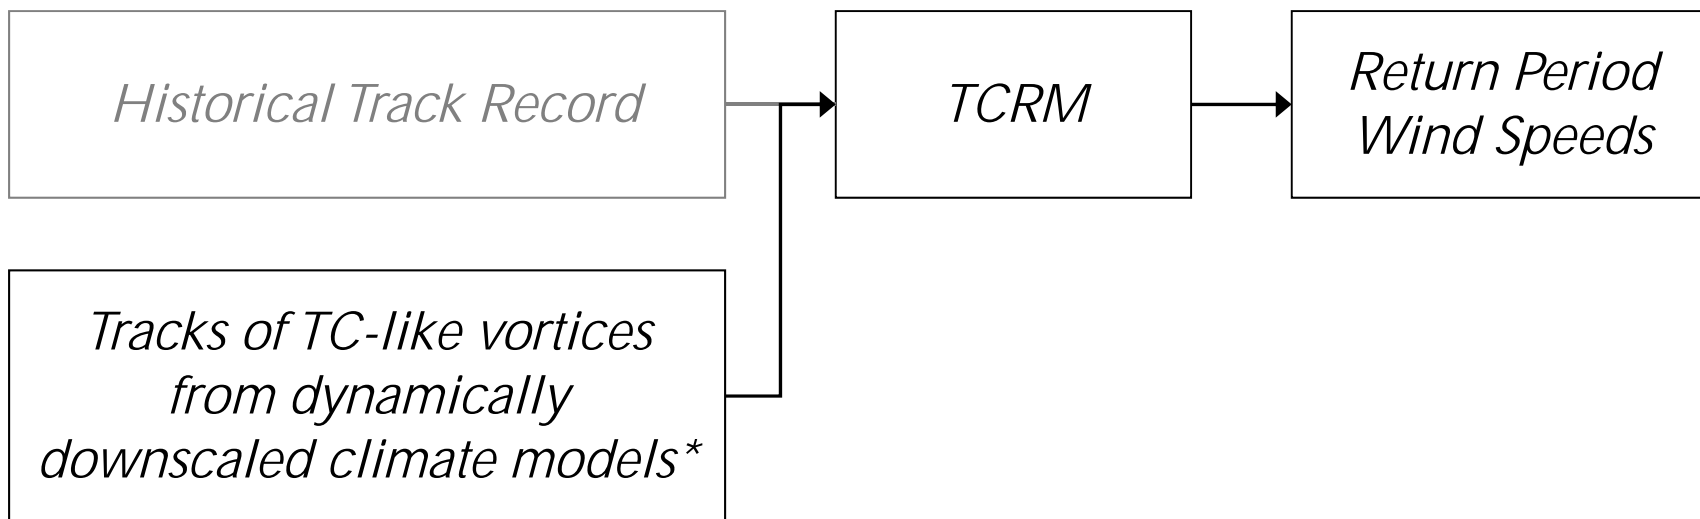 Historical Track Record
TCRM
Return Period
Wind Speeds
Tracks of TC-like vortices
from dynamically
downscaled climate models*